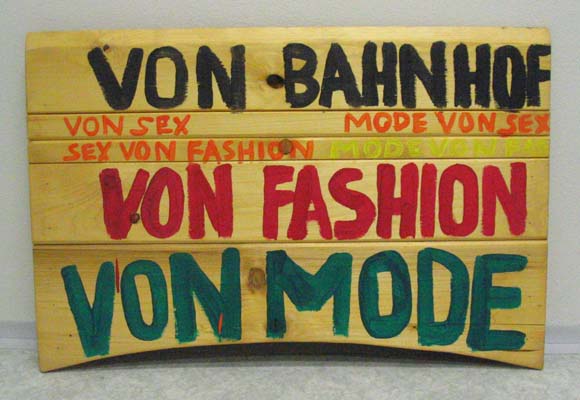 VON BAHNHOF
VON SEX MODE VON SEX
SEX VON FASHION MODE VON
VON FASHION
VON MODE